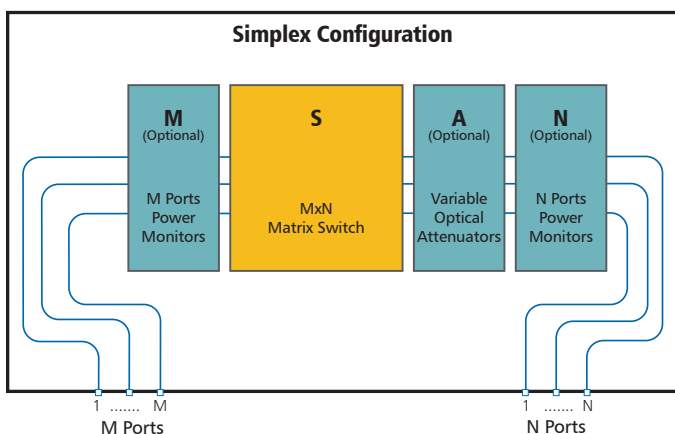 Simplex Configuration
M
(Optional)
M Ports
Power
Monitors
S
MxN
Matrix Switch
A
(Optional)
Variable
Optical
Attenuators
N
(Optional)
N Ports
Power
Monitors
1 ....... M
M Ports
1 ....... N
N Ports